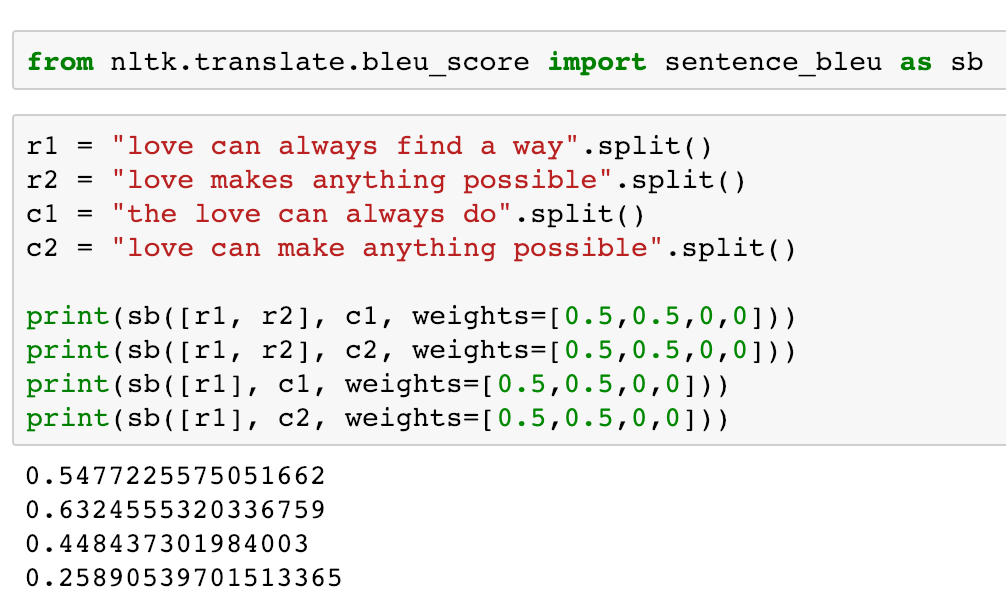 from nltk.translate.bleu_score import sentence_bleu as sb
r1 = "love can always find a way".split()
r2 = "love makes anything possible".split()
c1 = "the love can always do".split()
c2 = "love can make anything possible".split()
print(sb([r1, r2], c1, weights=[0.5,0.5,0,0]))
print(sb([r1, r2], c2, weights=[0.5,0.5,0,0]))
print(sb([r1], c1, weights=[0.5,0.5,0,0]))
print(sb([r1], c2, weights=[0.5,0.5,0,0]))
0.5477225575051662
0.6324555320336759
0.448437301984003
0.25890539701513365